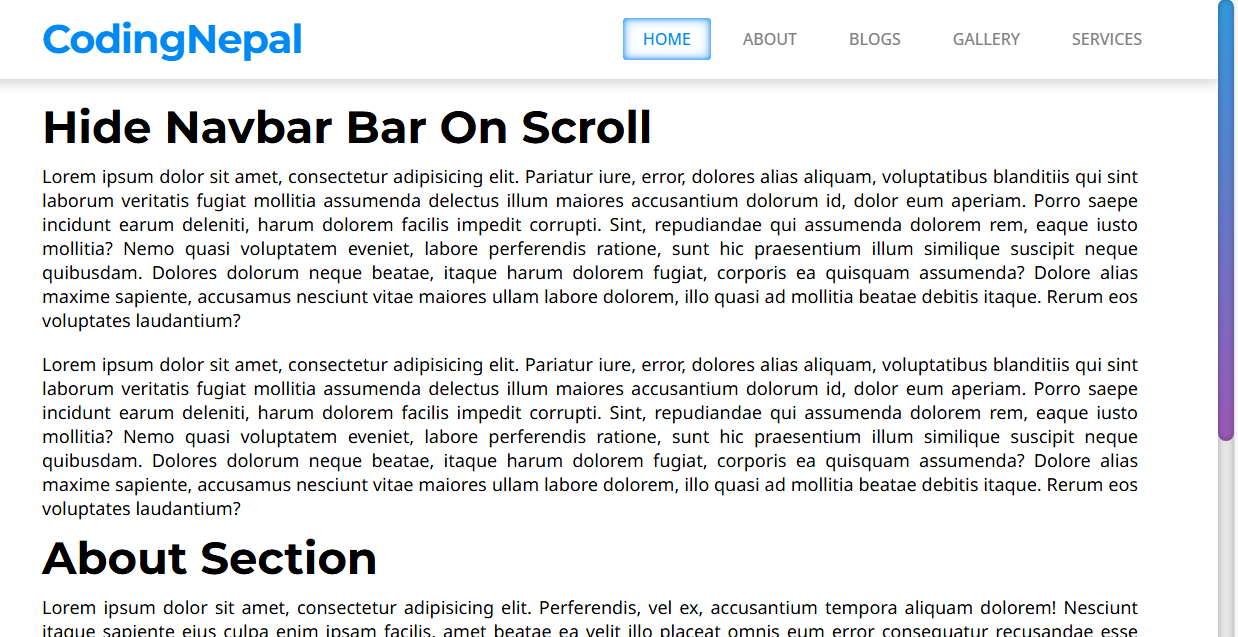 CodingNepal
HOME ABOUT BLOGS GALLERY SERVICES
Hide Navbar Bar On Scroll
Lorem ipsum dolor sit amet, consectetur adipisicing elit. Pariatur iure, error, dolores alias aliquam, voluptatibus blanditiis qui sint
laborum veritatis fugiat mollitia assumenda delectus illum maiores accusantium dolorum id, dolor eum aperiam. Porro saepe
incidunt earum deleniti, harum dolorem facilis impedit corrupti. Sint, repudiandae qui assumenda dolorem rem, eaque iusto
mollitia? Nemo quasi voluptatem eveniet, labore perferendis ratione, sunt hic praesentium illum similique suscipit neque
quibusdam. Dolores dolorum neque beatae, itaque harum dolorem fugiat, corporis ea quisquam assumenda? Dolore alias
maxime sapiente, accusamus nesciunt vitae maiores ullam labore dolorem, illo quasi ad mollitia beatae debitis itaque. Rerum eos
voluptates laudantium?
Lorem ipsum dolor sit amet, consectetur adipisicing elit. Pariatur iure, error, dolores alias aliquam, voluptatibus blanditiis qui sint
laborum veritatis fugiat mollitia assumenda delectus illum maiores accusantium dolorum id, dolor eum aperiam. Porro saepe
incidunt earum deleniti, harum dolorem facilis impedit corrupti. Sint, repudiandae qui assumenda dolorem rem, eaque iusto
mollitia? Nemo quasi voluptatem eveniet, labore perferendis ratione, sunt hic praesentium illum similique suscipit neque
quibusdam. Dolores dolorum neque beatae, itaque harum dolorem fugiat, corporis ea quisquam assumenda? Dolore alias
maxime sapiente, accusamus nesciunt vitae maiores ullam labore dolorem, illo quasi ad mollitia beatae debitis itaque. Rerum eos
voluptates laudantium?
About Section
Lorem ipsum dolor sit amet, consectetur adipisicing elit. Perferendis, vel ex, accusantium tempora aliquam dolorem! Nesciunt
itaque sapiente eius culpa enim ipsam facilis, amet beatae ea velit illo placeat omnis eum error consequatur recusandae esse